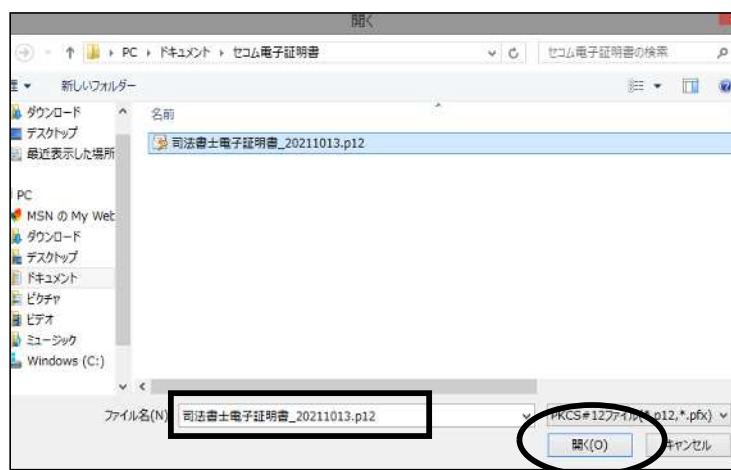 開く
PC › ドキュメント › セコム電子証明書
セコム電子証明書の検索
新しいフォルダー
ダウンロード
デスクトップ
最近表示した場所
PC
MSN の My Web
ダウンロード
デスクトップ
ドキュメント
ピクチャ
ビデオ
ミュージック
Windows (C:)
名前
司法書士電子証明書_20211013.p12
ファイル名(N)
司法書士電子証明書_20211013.p12
PKCS#12ファイル(*.p12,*.pfx)
開く(O)
キャンセル